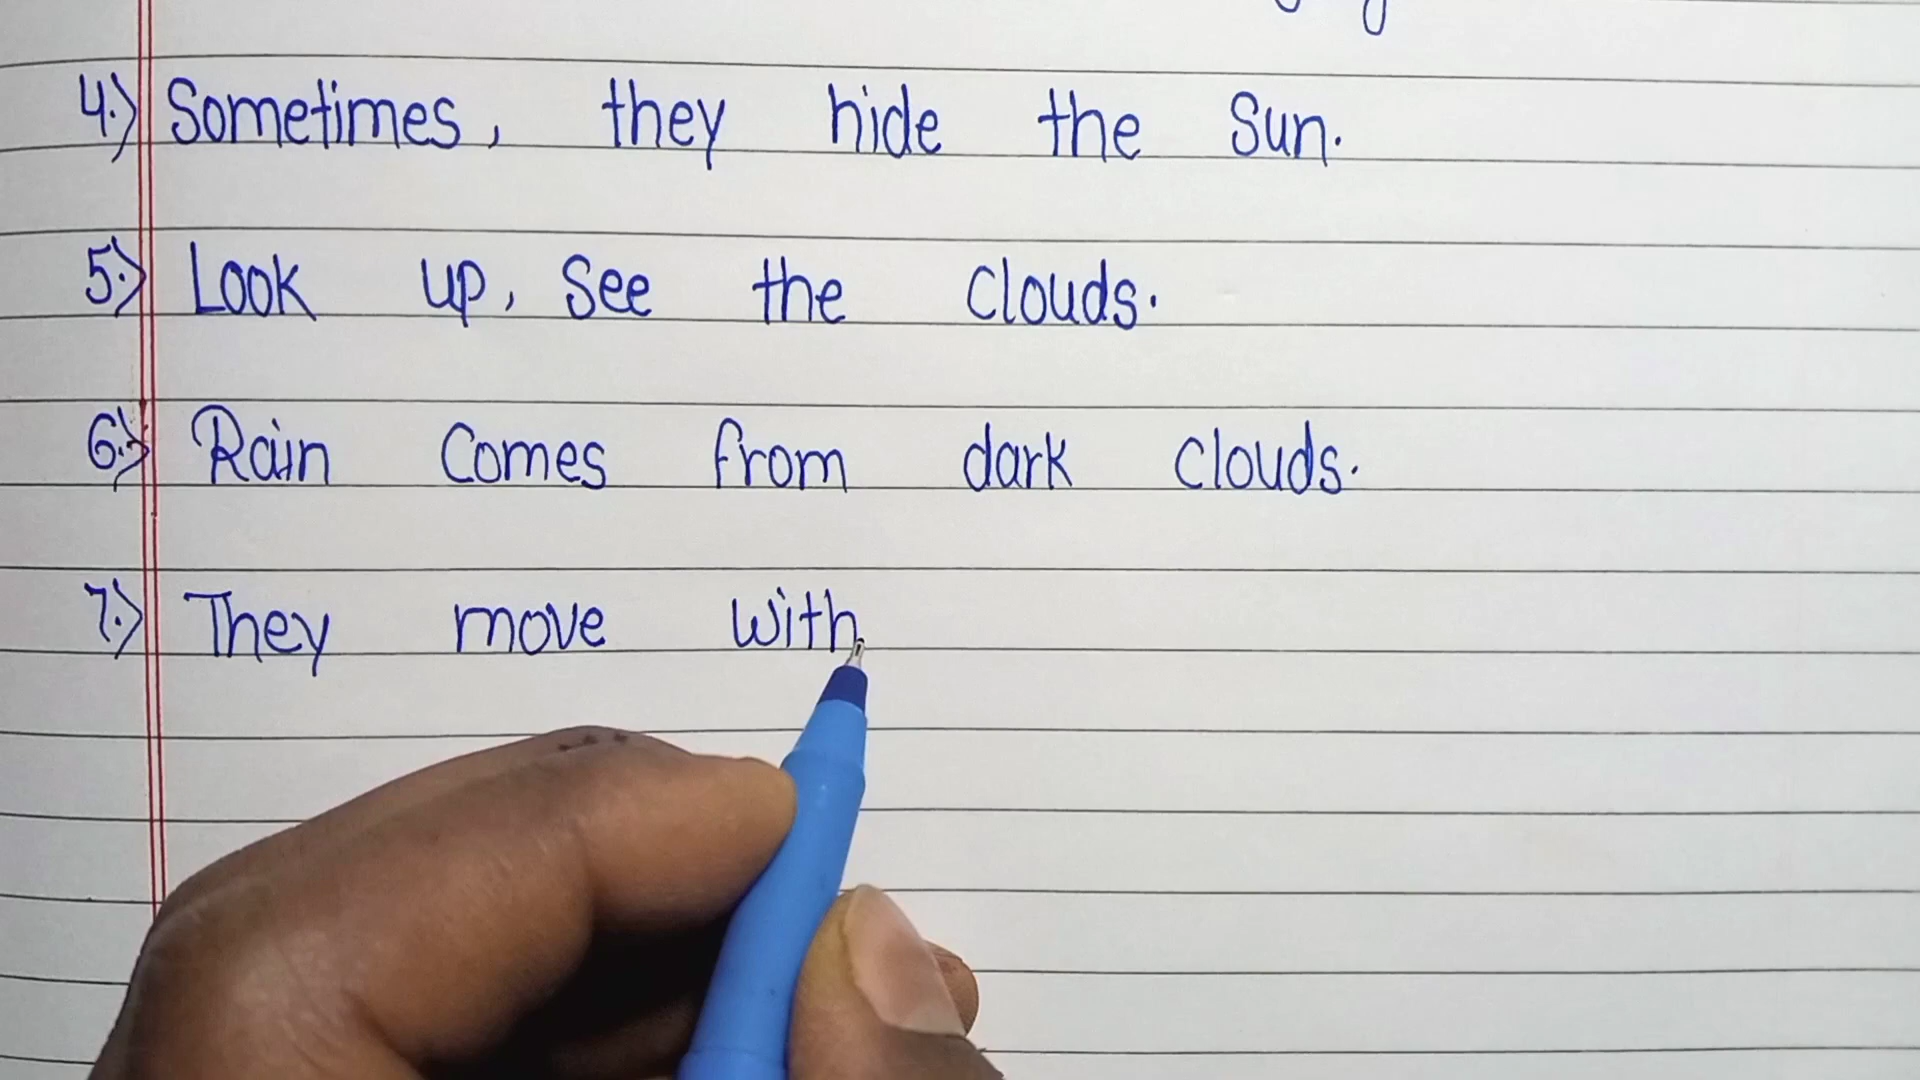 4.) Sometimes, they hide the Sun.
5.) Look up, See the Clouds.
6.) Rain Comes from dark Clouds.
7.) They move with